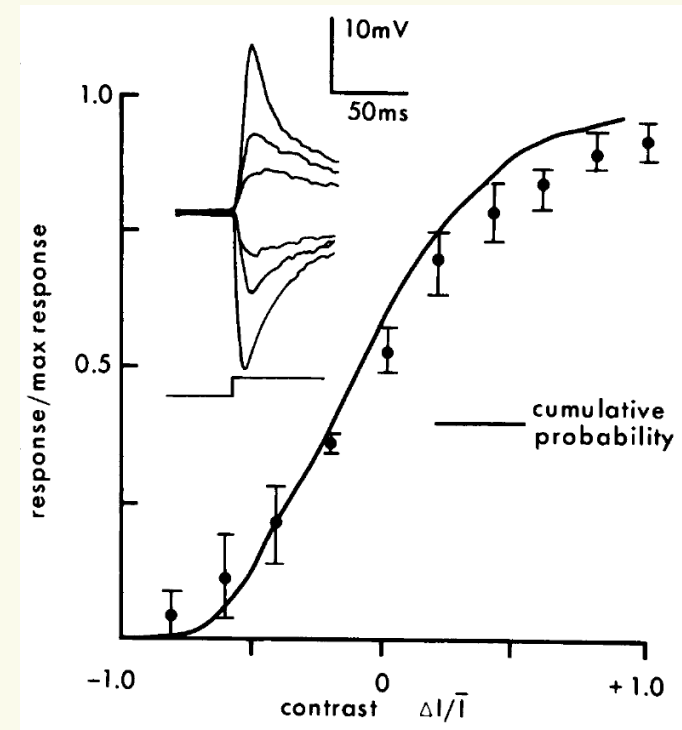 10mV
50ms
1.0
0.5
response/max response
cumulative
probability
-1.0
0
+1.0
contrast ΔI/Ī